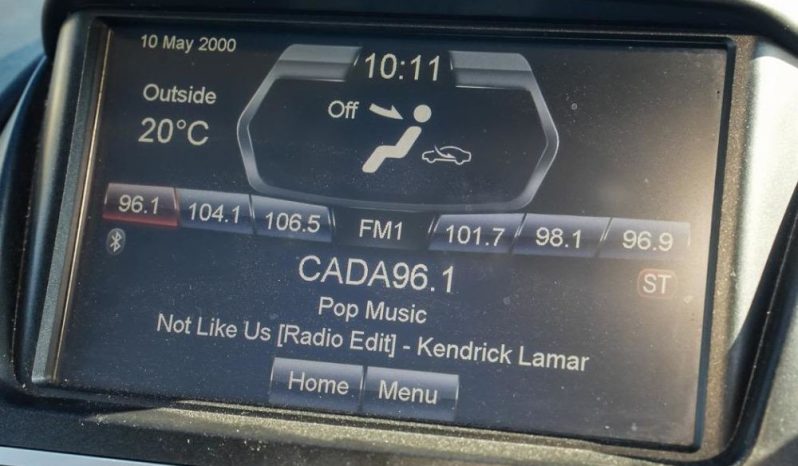 10 May 2000
10:11
Outside
20°C
Off
96.1 104.1 106.5 FM1 101.7 98.1 96.9
CADA96.1
ST
Pop Music
Not Like Us [Radio Edit] - Kendrick Lamar
Home Menu